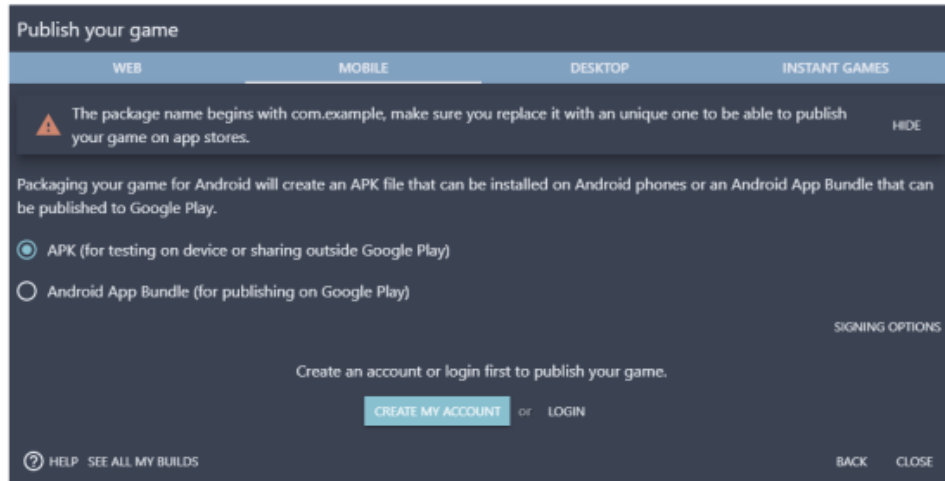 Publish your game
WEB
MOBILE
DESKTOP
INSTANT GAMES
The package name begins with com.example, make sure you replace it with an unique one to be able to publish
your game on app stores.
HIDE
Packaging your game for Android will create an APK file that can be installed on Android phones or an Android App Bundle that can
be published to Google Play.
APK (for testing on device or sharing outside Google Play)
Android App Bundle (for publishing on Google Play)
SIGNING OPTIONS
Create an account or login first to publish your game.
CREATE MY ACCOUNT or LOGIN
? HELP SEE ALL MY BUILDS
BACK
CLOSE